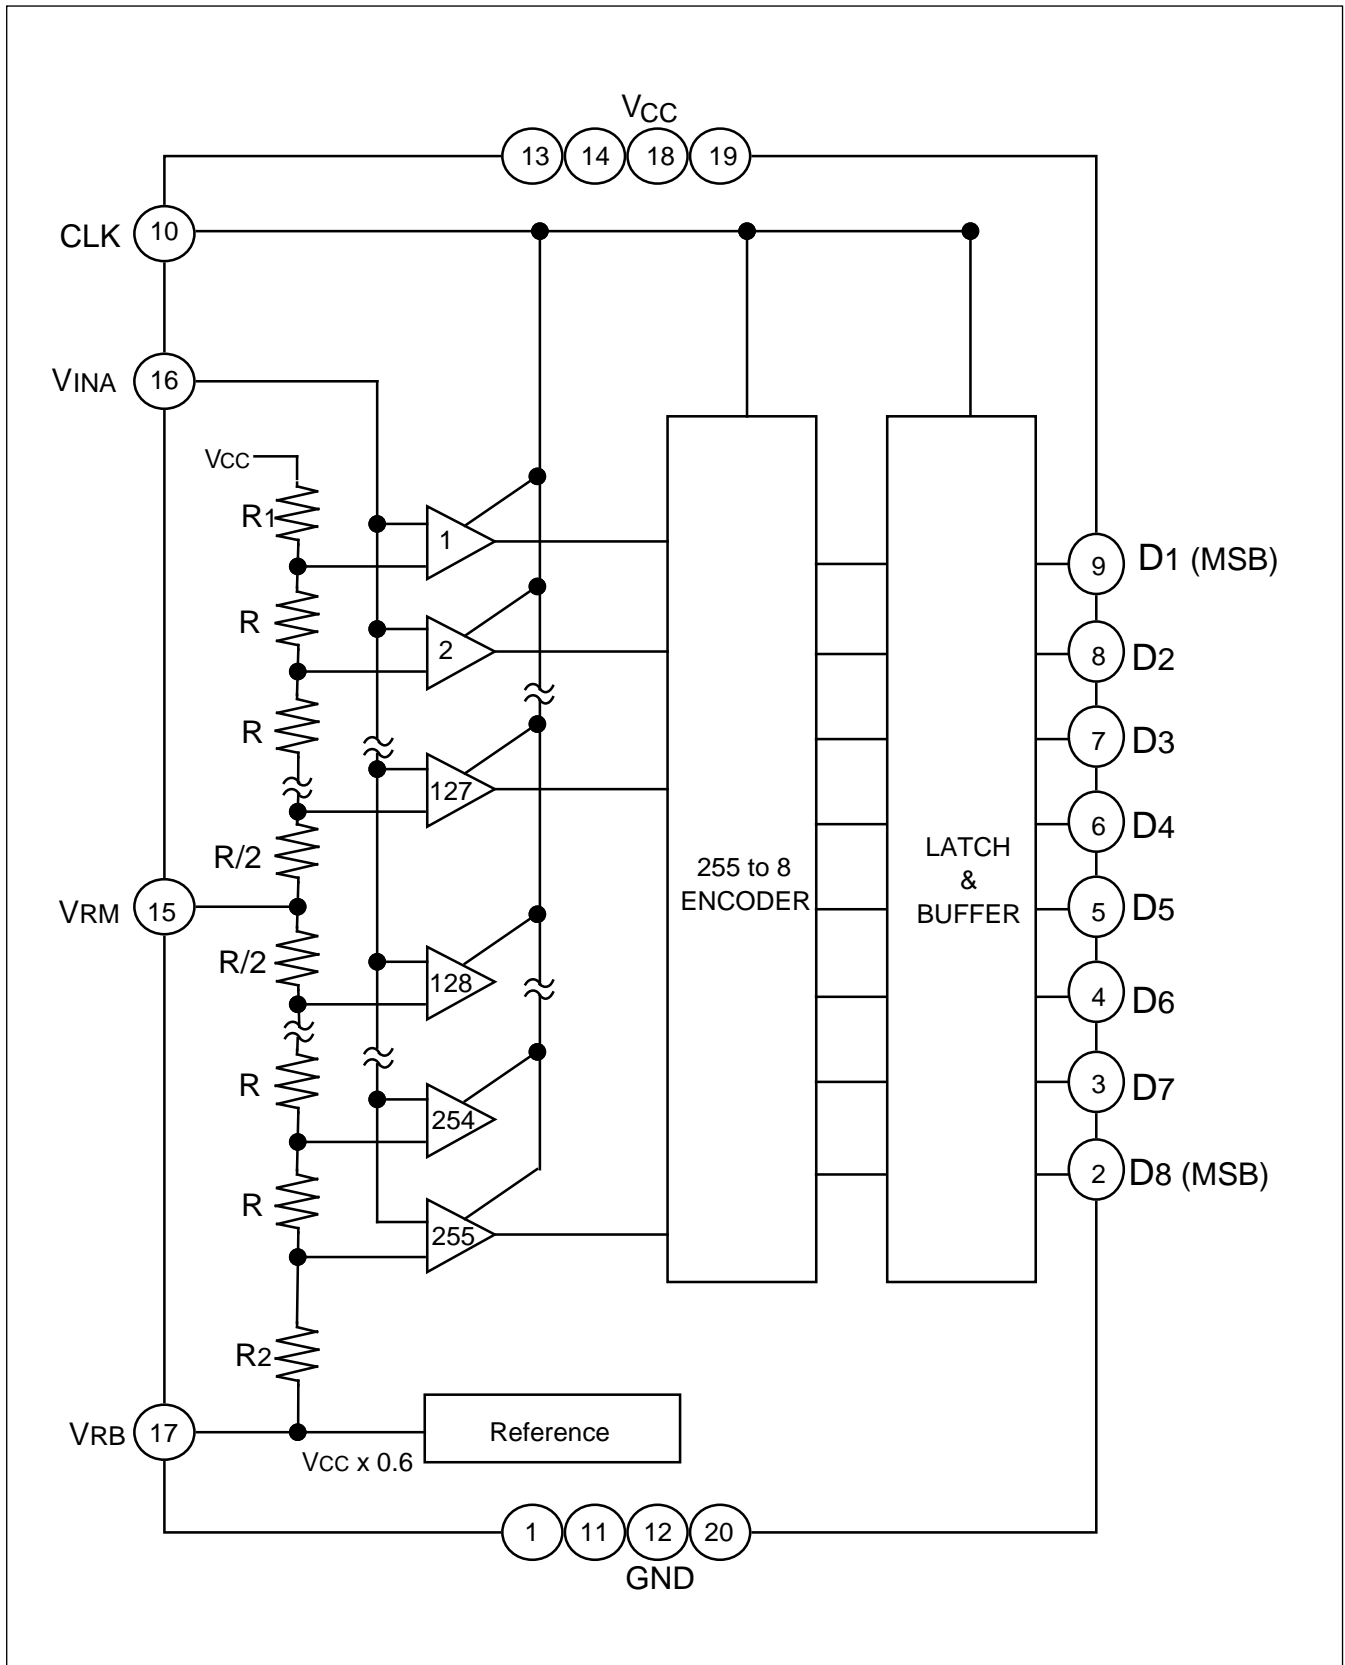 VCC
13 14 18 19
CLK 10
VINA 16
VCC
R1
1
R
2
R
127
R/2
VRM 15
R/2
128
R
254
R
255
R2
VRB 17
VCC x 0.6
Reference
255 to 8
ENCODER
LATCH
&
BUFFER
9 D1 (MSB)
8 D2
7 D3
6 D4
5 D5
4 D6
3 D7
2 D8 (MSB)
1 11 12 20
GND